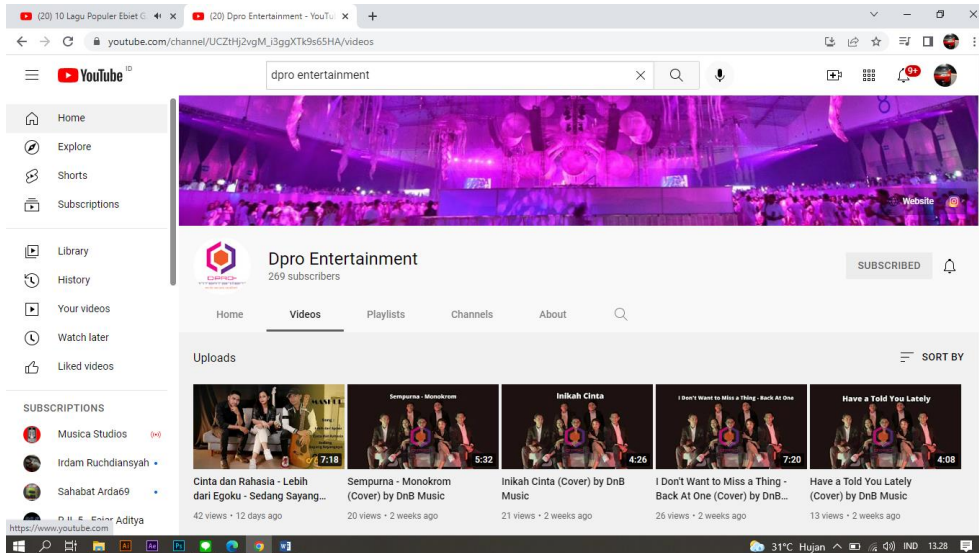 (20) 10 Lagu Populer Ebiet G
(20) Dpro Entertainment - YouTu
youtube.com/channel/UCZtHj2vgM_i3ggXTk9s65HA/videos
YouTube ID
dpro entertainment
9+
Home
Explore
Shorts
Subscriptions
Library
History
Your videos
Watch later
Liked videos
SUBSCRIPTIONS
Musica Studios
Irdam Ruchdiansyah
Sahabat Arda69
Fajar Aditya
https://www.youtube.com
Website
DPRO
Dpro Entertainment
269 subscribers
SUBSCRIBED
Home Videos Playlists Channels About
Uploads
SORT BY
7:18
Cinta dan Rahasia - Lebih
dari Egoku - Sedang Sayang...
42 views • 12 days ago
Sempurna - Monokrom
5:32
Sempurna - Monokrom
(Cover) by DnB Music
20 views • 2 weeks ago
Inikah Cinta
4:26
Inikah Cinta (Cover) by DnB
Music
21 views • 2 weeks ago
I Don't Want to Miss a Thing - Back At One
7:20
I Don't Want to Miss a Thing -
Back At One (Cover) by DnB...
26 views • 2 weeks ago
Have a Told You Lately
4:08
Have a Told You Lately
(Cover) by DnB Music
13 views • 2 weeks ago
Ai
Ae
Ps
31°C Hujan
IND
13.28